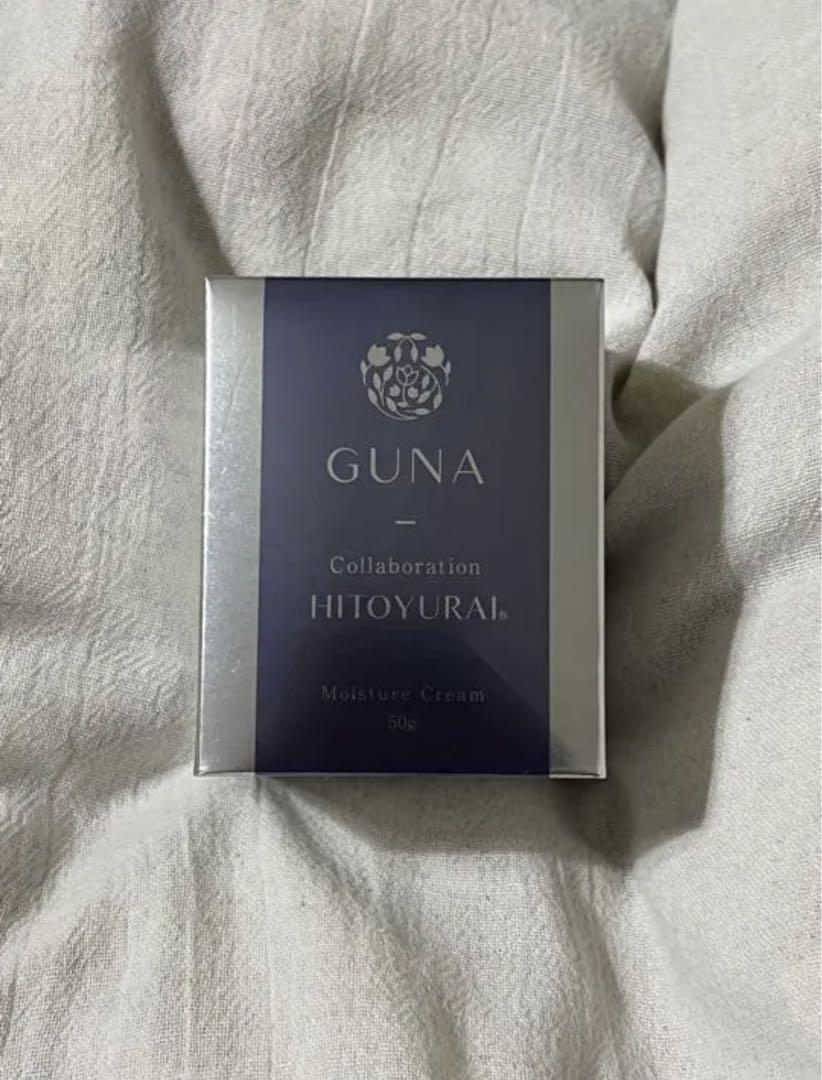 GUNA
Collaboration
HITOYURAI®
Moisture Cream
50g